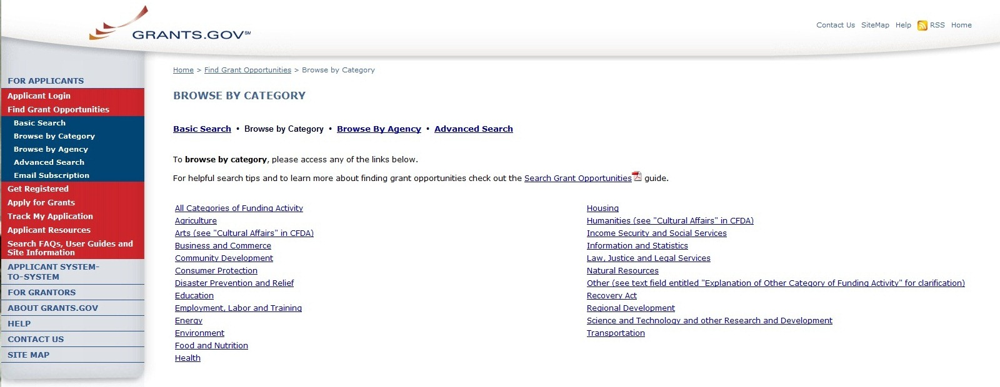 GRANTS.GOV℠
Contact Us SiteMap Help RSS Home
FOR APPLICANTS
Applicant Login
Find Grant Opportunities
Basic Search
Browse by Category
Browse by Agency
Advanced Search
Email Subscription
Get Registered
Apply for Grants
Track My Application
Applicant Resources
Search FAQs, User Guides and
Site Information
APPLICANT SYSTEM-
TO-SYSTEM
FOR GRANTORS
ABOUT GRANTS.GOV
HELP
CONTACT US
SITE MAP
Home > Find Grant Opportunities > Browse by Category
BROWSE BY CATEGORY
Basic Search • Browse by Category • Browse By Agency • Advanced Search
To browse by category, please access any of the links below.
For helpful search tips and to learn more about finding grant opportunities check out the Search Grant Opportunities guide.
All Categories of Funding Activity
Agriculture
Arts (see "Cultural Affairs" in CFDA)
Business and Commerce
Community Development
Consumer Protection
Disaster Prevention and Relief
Education
Employment, Labor and Training
Energy
Environment
Food and Nutrition
Health
Housing
Humanities (see "Cultural Affairs" in CFDA)
Income Security and Social Services
Information and Statistics
Law, Justice and Legal Services
Natural Resources
Other (see text field entitled "Explanation of Other Category of Funding Activity" for clarification)
Recovery Act
Regional Development
Science and Technology and other Research and Development
Transportation